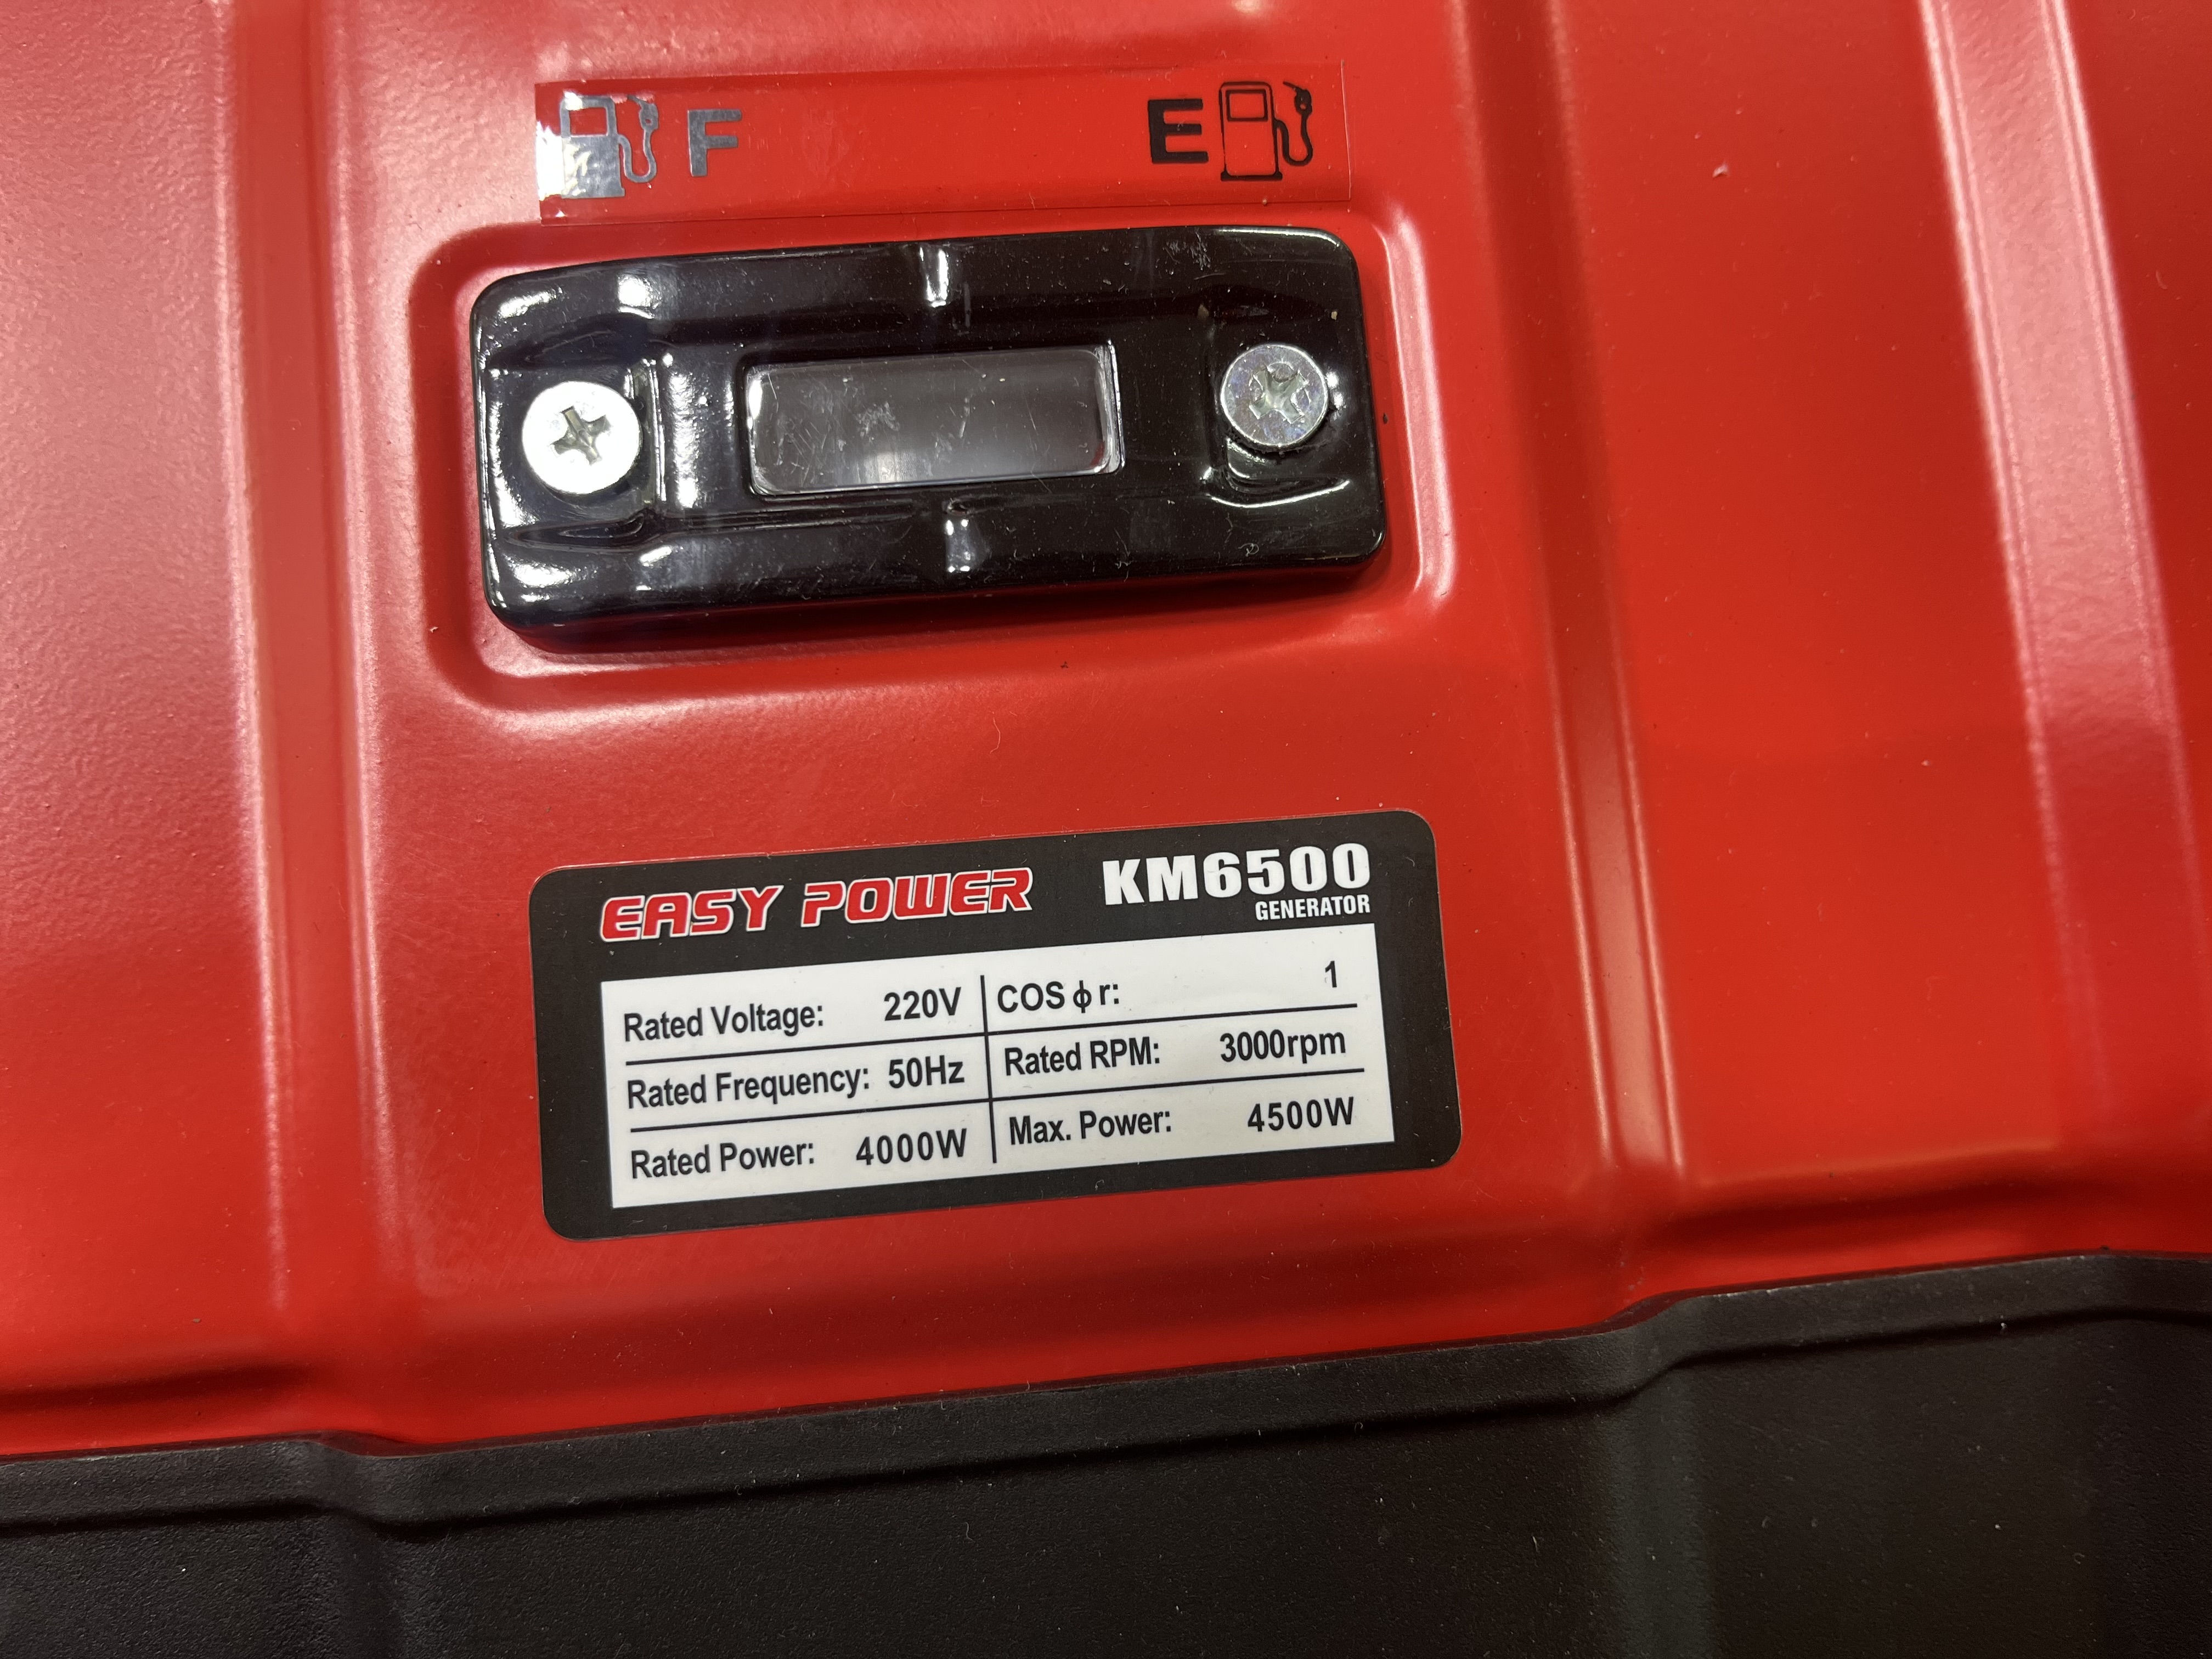 F E
EASY POWER KM6500
GENERATOR
Rated Voltage: 220V COS ϕ r: 1
Rated Frequency: 50Hz Rated RPM: 3000rpm
Rated Power: 4000W Max. Power: 4500W